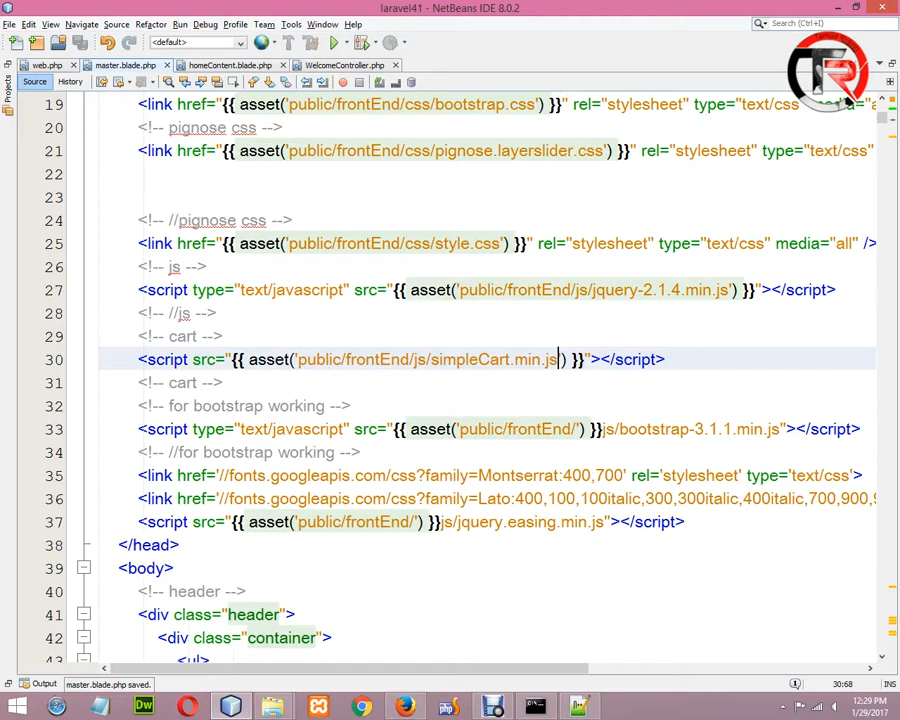 laravel41 - NetBeans IDE 8.0.2
File Edit View Navigate Source Refactor Run Debug Profile Team Tools Window Help
<default>
Search (Ctrl+I)
web.php master.blade.php homeContent.blade.php WelcomeController.php
Source History
Projects
19 <link href="{{ asset('public/frontEnd/css/bootstrap.css') }}" rel="stylesheet" type="text/css" media="a
20 <!-- pignose css -->
21 <link href="{{ asset('public/frontEnd/css/pignose.layerslider.css') }}" rel="stylesheet" type="text/css"
22
23
24 <!-- //pignose css -->
25 <link href="{{ asset('public/frontEnd/css/style.css') }}" rel="stylesheet" type="text/css" media="all" />
26 <!-- js -->
27 <script type="text/javascript" src="{{ asset('public/frontEnd/js/jquery-2.1.4.min.js') }}"></script>
28 <!-- //js -->
29 <!-- cart -->
30 <script src="{{ asset('public/frontEnd/js/simpleCart.min.js') }}"></script>
31 <!-- cart -->
32 <!-- for bootstrap working -->
33 <script type="text/javascript" src="{{ asset('public/frontEnd/') }}js/bootstrap-3.1.1.min.js"></script>
34 <!-- //for bootstrap working -->
35 <link href='//fonts.googleapis.com/css?family=Montserrat:400,700' rel='stylesheet' type='text/css'>
36 <link href='//fonts.googleapis.com/css?family=Lato:400,100,100italic,300,300italic,400italic,700,900,9
37 <script src="{{ asset('public/frontEnd/') }}js/jquery.easing.min.js"></script>
38 </head>
39 <body>
40 <!-- header -->
41 <div class="header">
42 <div class="container">
43 <ul>
Output master.blade.php saved. 30:68 INS
Dw php
12:29 PM
1/29/2017